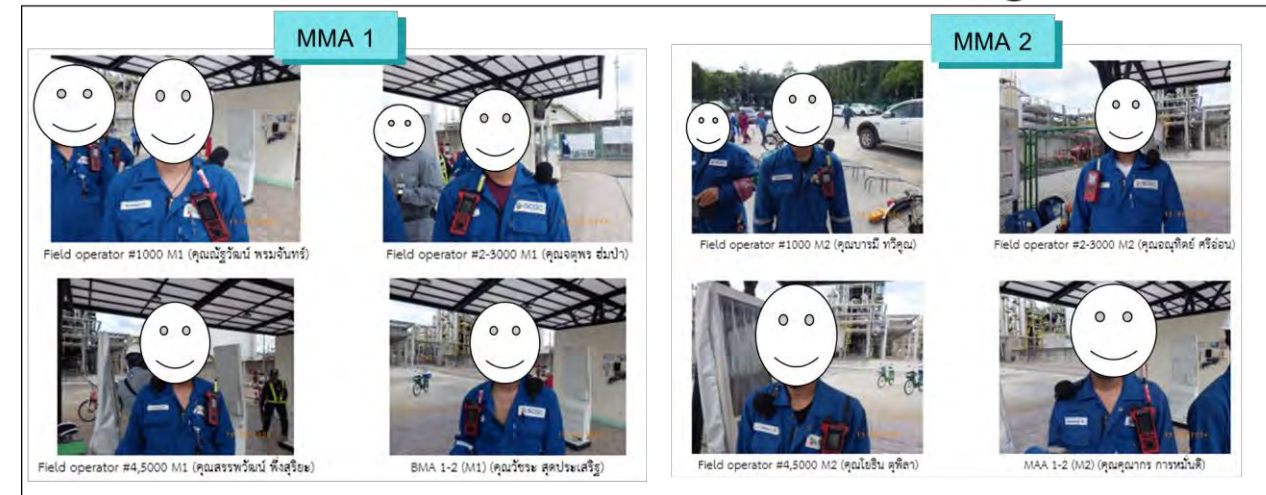 MMA 1
MMA 2
Field operator #1000 M1 (คุณณัฐวัฒน์ พรมจันทร์)
Field operator #2-3000 M1 (คุณจตุพร ฮ่มป่า)
Field operator #1000 M2 (คุณบารมี ทวีคูณ)
Field operator #2-3000 M2 (คุณอณุทิตย์ ศรีอ่อน)
Field operator #4,5000 M1 (คุณสรรพวัฒน์ พึ่งสุริยะ)
BMA 1-2 (M1) (คุณวัชระ สุดประเสริฐ)
Field operator #4,5000 M2 (คุณโยธิน ตุพิลา)
MAA 1-2 (M2) (คุณคุณากร การหมั่นดี)
SCGC
SCGC